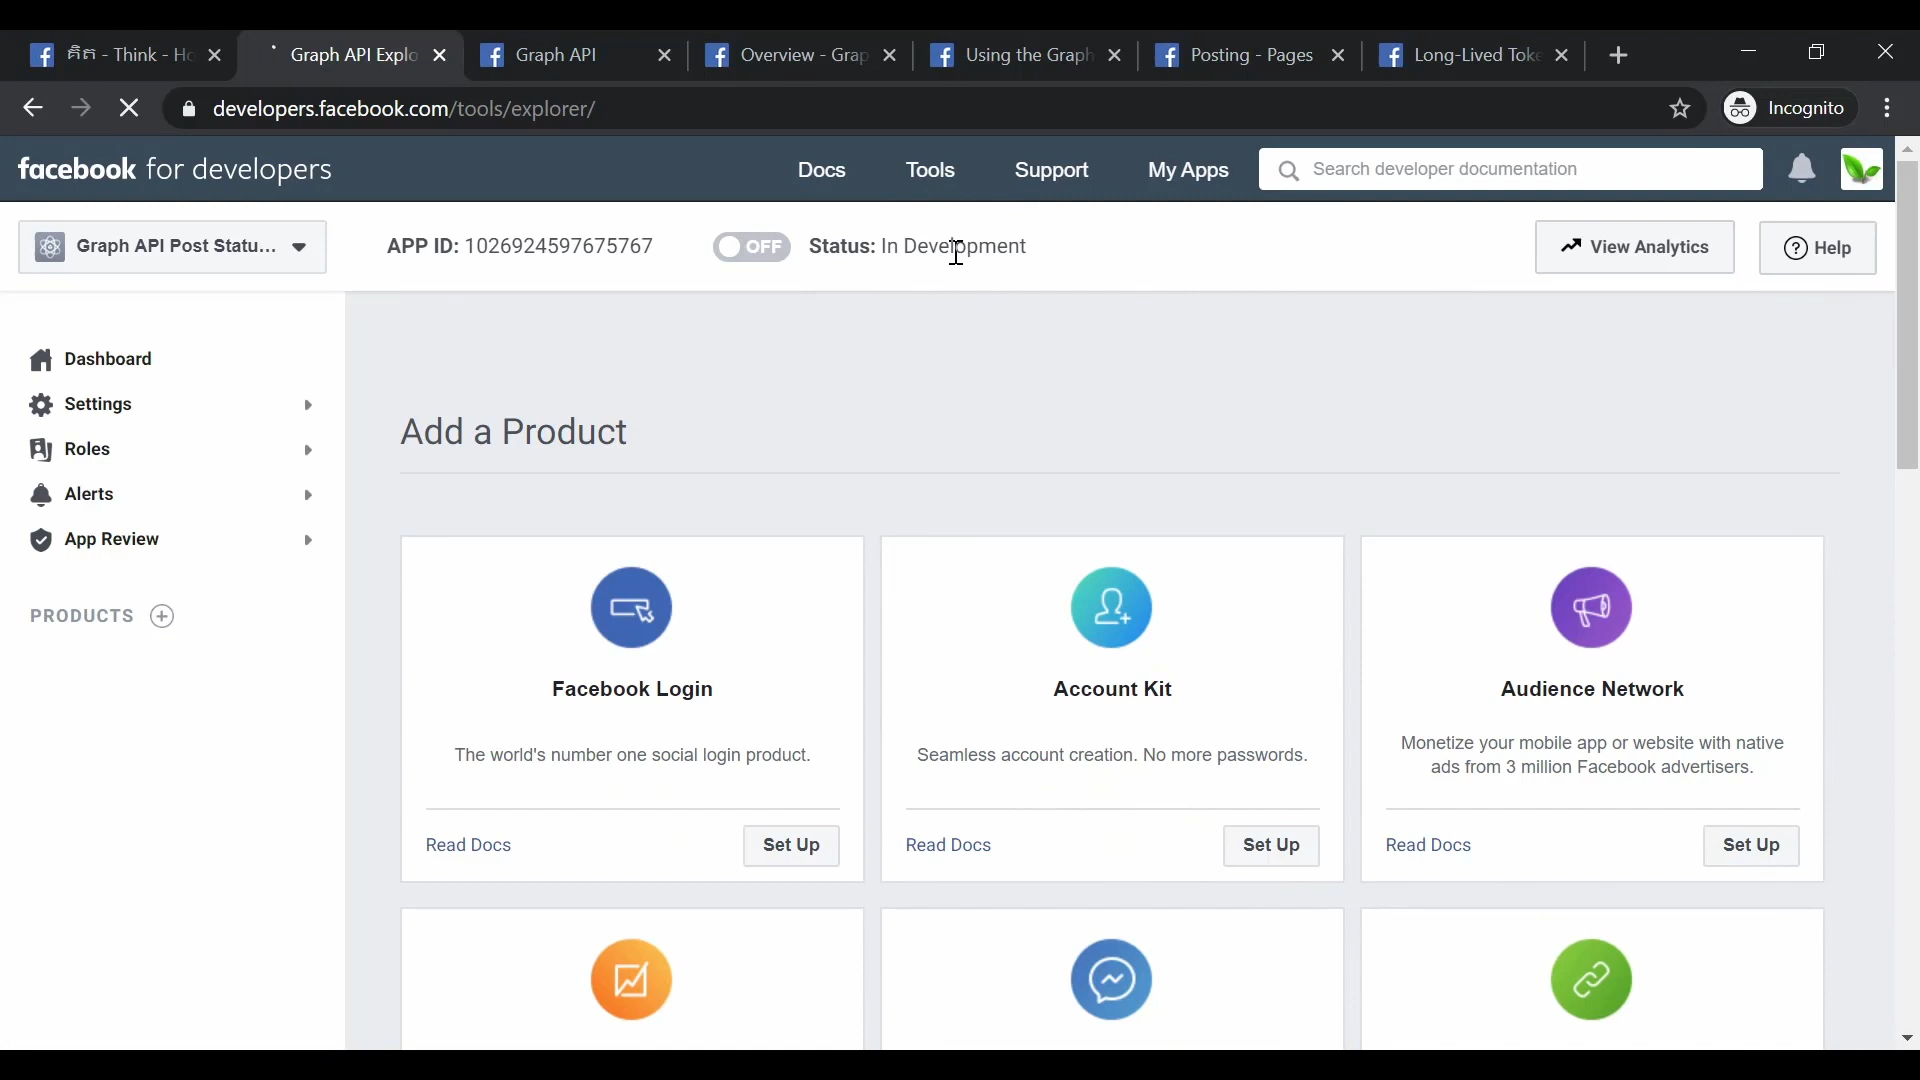 គិត - Think - Ho
Graph API Explo
Graph API
Overview - Grap
Using the Graph
Posting - Pages
Long-Lived Toke
developers.facebook.com/tools/explorer/
Incognito
facebook for developers
Docs
Tools
Support
My Apps
Search developer documentation
Graph API Post Statu...
APP ID: 1026924597675767
OFF
Status: In Development
View Analytics
Help
Dashboard
Settings
Roles
Alerts
App Review
PRODUCTS
Add a Product
Facebook Login
The world's number one social login product.
Read Docs
Set Up
Account Kit
Seamless account creation. No more passwords.
Read Docs
Set Up
Audience Network
Monetize your mobile app or website with native
ads from 3 million Facebook advertisers.
Read Docs
Set Up